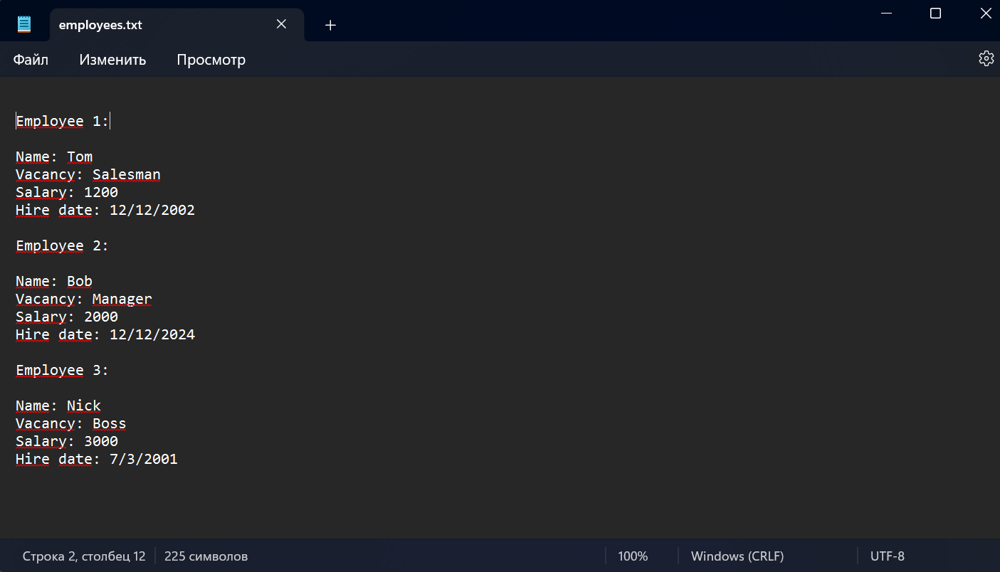 employees.txt
Файл Изменить Просмотр
Employee 1:
Name: Tom
Vacancy: Salesman
Salary: 1200
Hire date: 12/12/2002
Employee 2:
Name: Bob
Vacancy: Manager
Salary: 2000
Hire date: 12/12/2024
Employee 3:
Name: Nick
Vacancy: Boss
Salary: 3000
Hire date: 7/3/2001
Строка 2, столбец 12 225 символов 100% Windows (CRLF) UTF-8